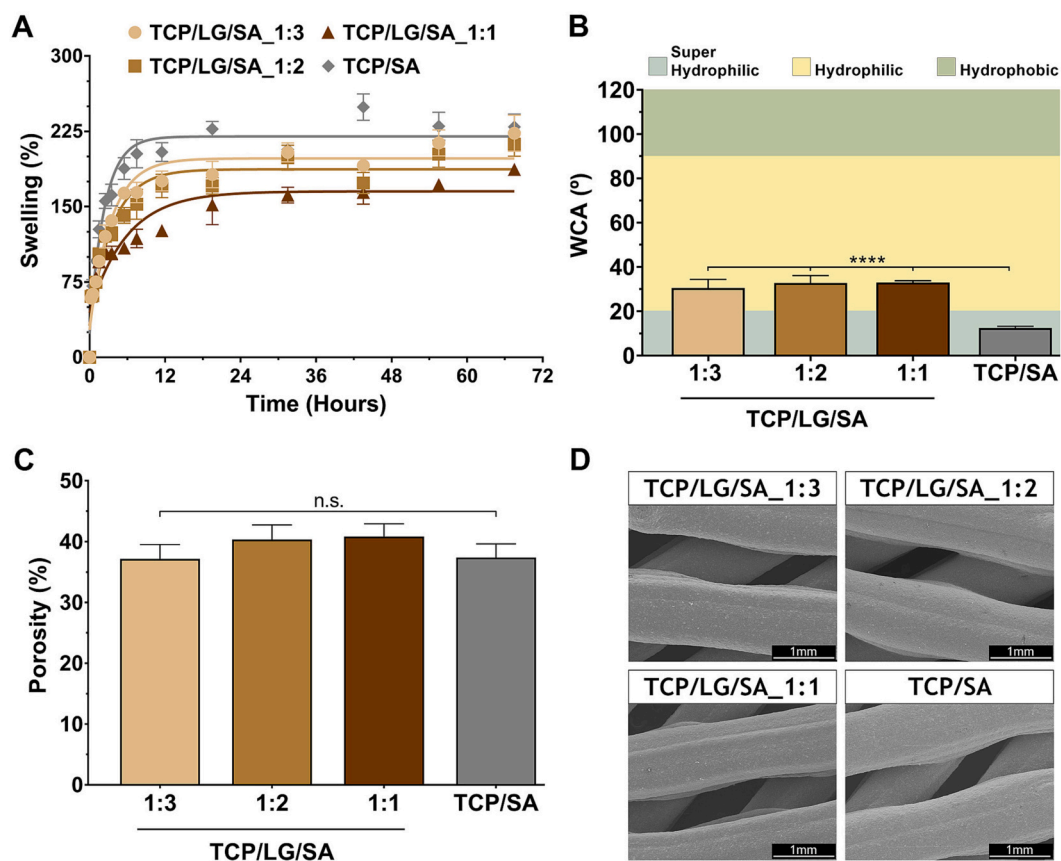 A
TCP/LG/SA_1:3
TCP/LG/SA_1:1
TCP/LG/SA_1:2
TCP/SA
Swelling (%)
300
225
150
75
0
0
12
24
36
48
60
72
Time (Hours)
B
Super Hydrophilic
Hydrophilic
Hydrophobic
WCA (º)
120
100
80
60
40
20
0
****
1:3
1:2
1:1
TCP/SA
TCP/LG/SA
C
Porosity (%)
50
40
30
20
10
0
n.s.
1:3
1:2
1:1
TCP/SA
TCP/LG/SA
D
TCP/LG/SA_1:3
TCP/LG/SA_1:2
1mm
1mm
TCP/LG/SA_1:1
TCP/SA
1mm
1mm